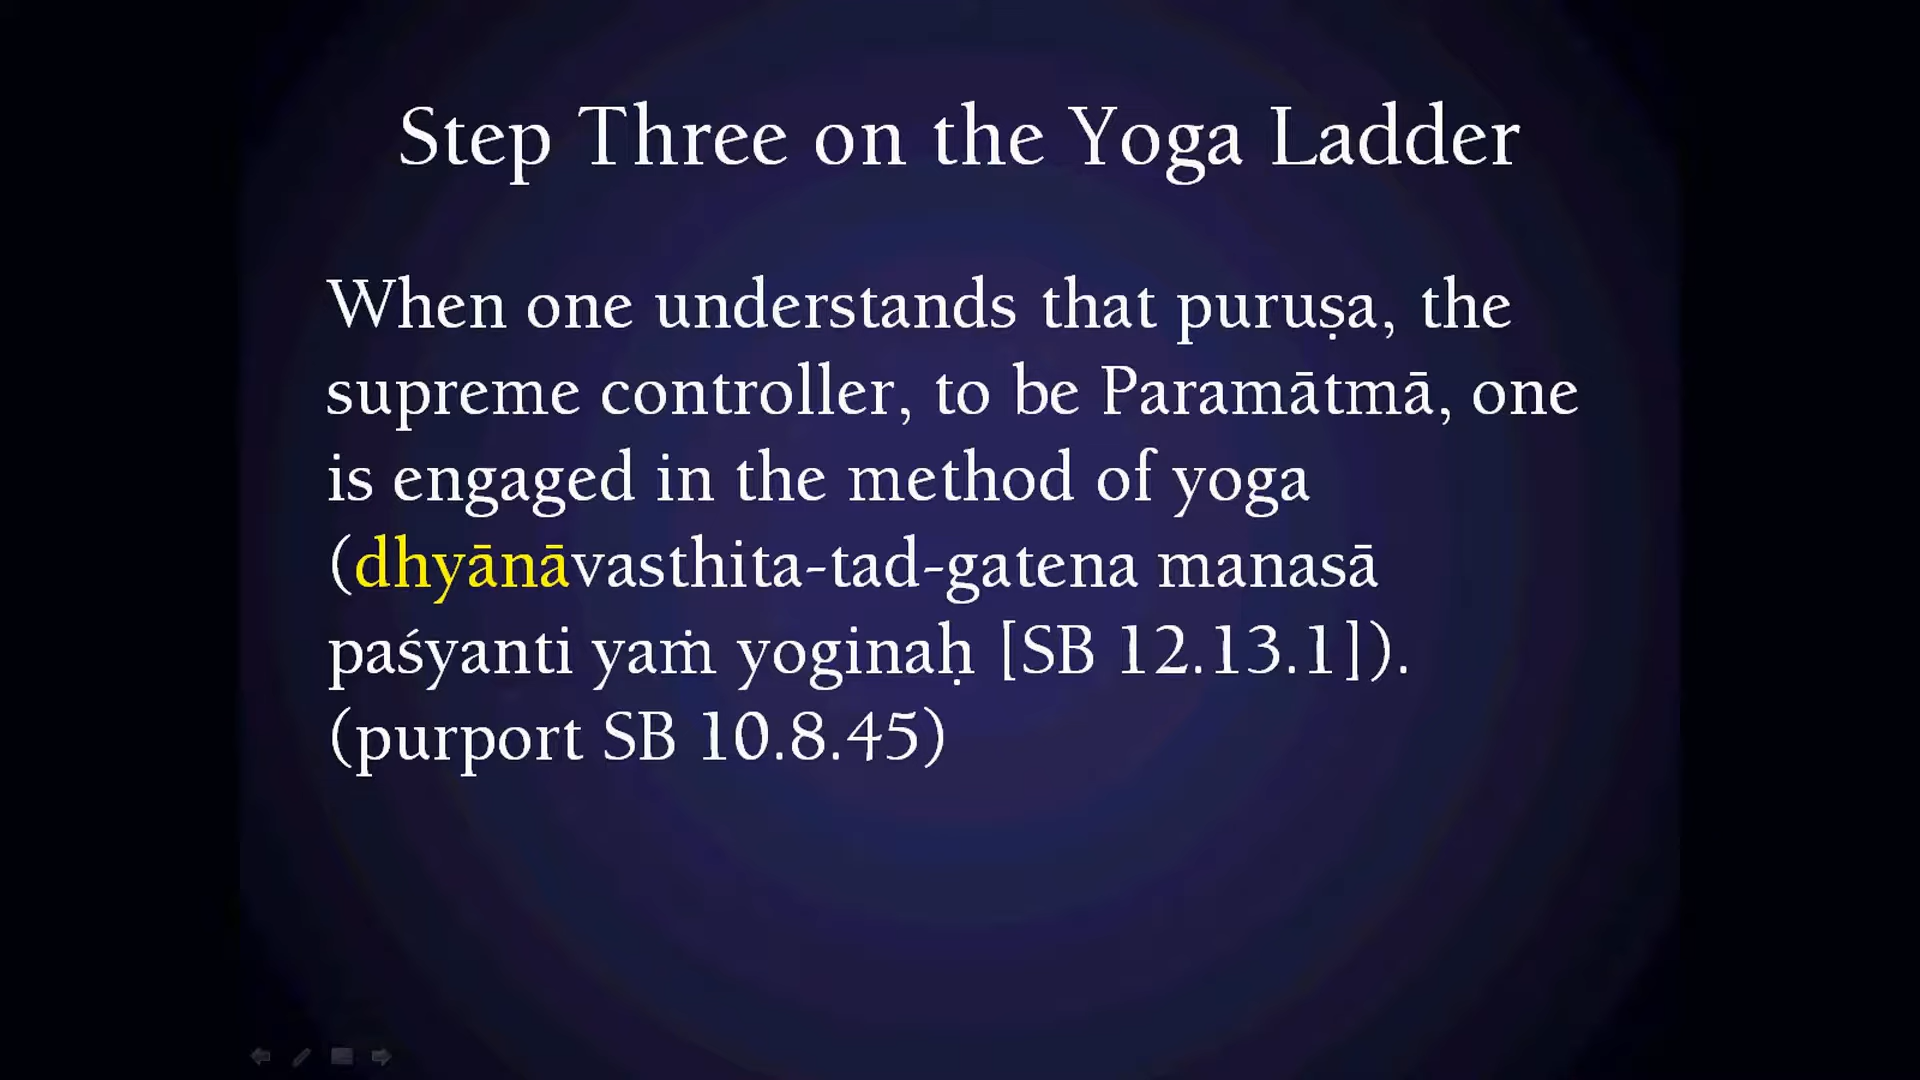 Step Three on the Yoga Ladder
When one understands that puruṣa, the
supreme controller, to be Paramātmā, one
is engaged in the method of yoga
(dhyānāvasthita-tad-gatena manasā
paśyanti yaṁ yoginaḥ [SB 12.13.1]).
(purport SB 10.8.45)